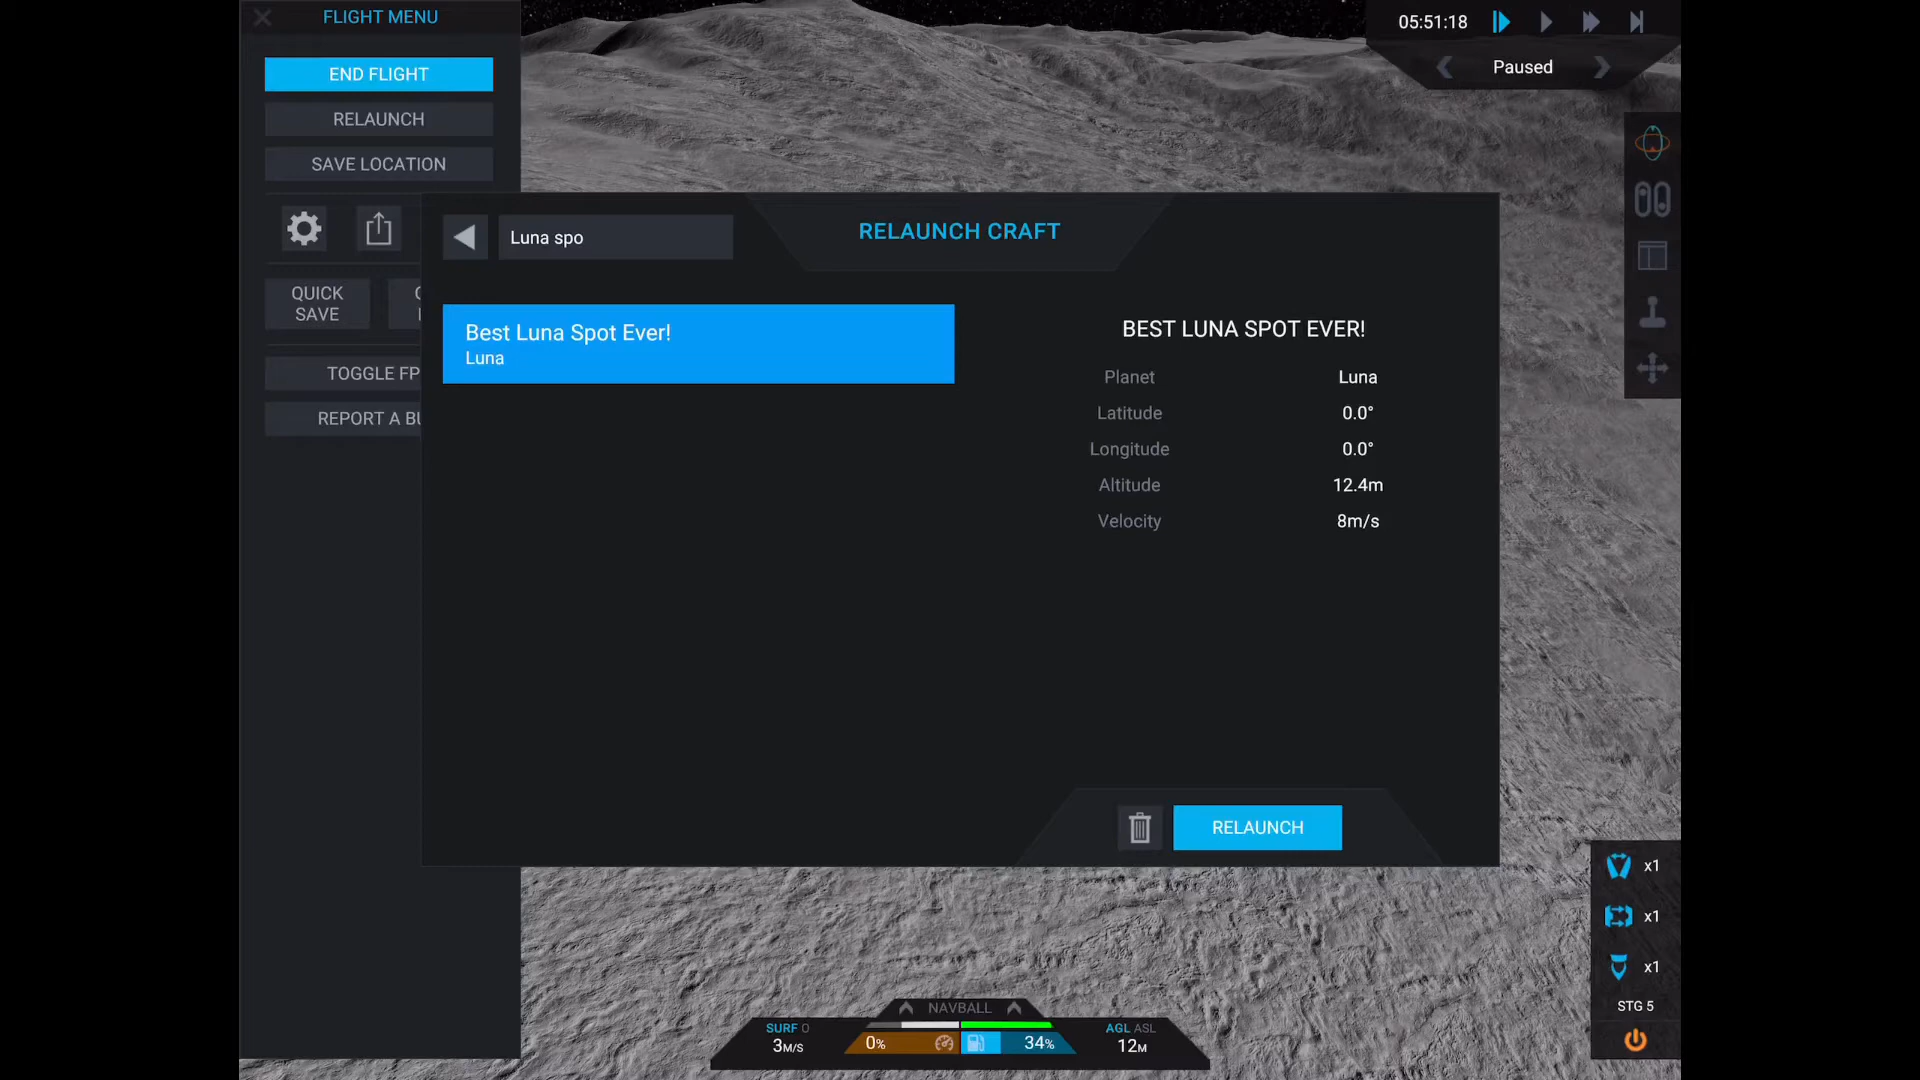 FLIGHT MENU
END FLIGHT
RELAUNCH
SAVE LOCATION
QUICK
SAVE
TOGGLE FP
REPORT A BU
05:51:18
Paused
Luna spo
RELAUNCH CRAFT
Best Luna Spot Ever!
Luna
BEST LUNA SPOT EVER!
Planet Luna
Latitude 0.0°
Longitude 0.0°
Altitude 12.4m
Velocity 8m/s
RELAUNCH
x1
x1
x1
STG 5
NAVBALL
SURF O
3M/S
0%
34%
AGL ASL
12M